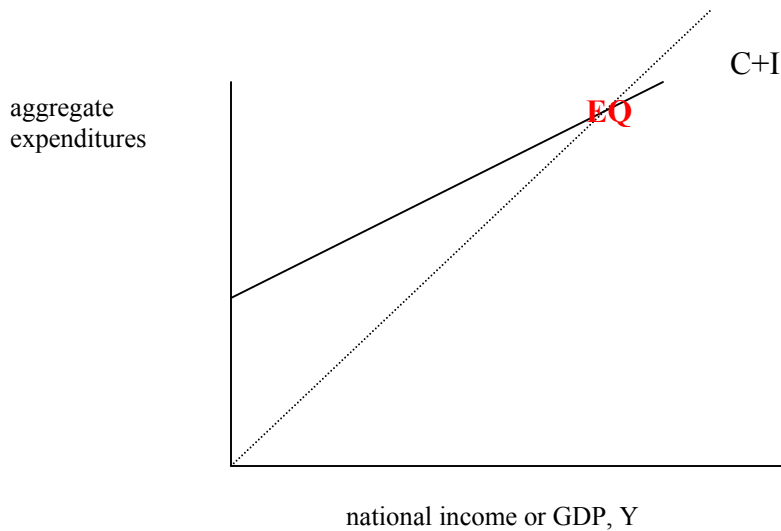 C+I
aggregate
expenditures
EQ
national income or GDP, Y